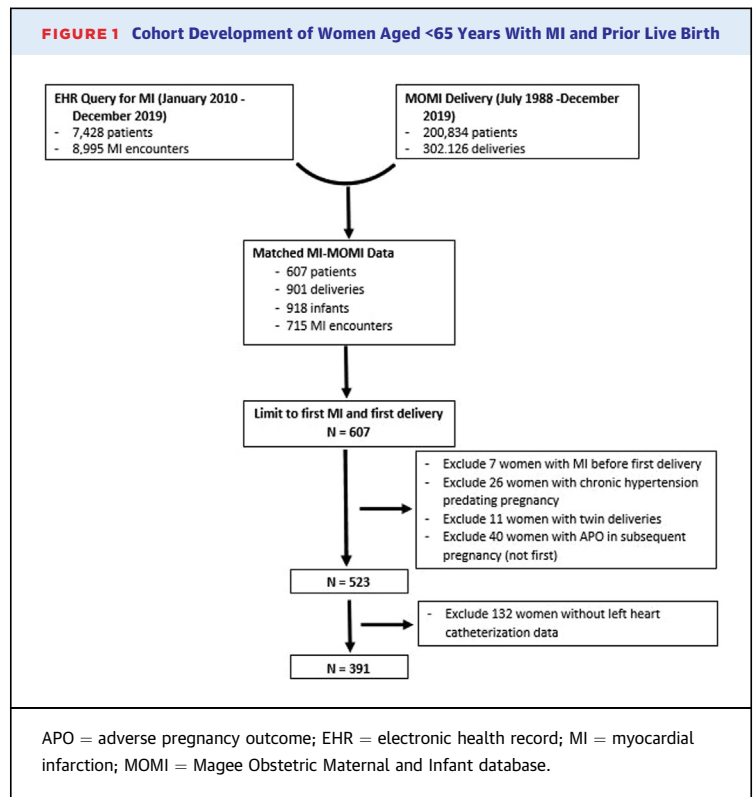 FIGURE 1 Cohort Development of Women Aged <65 Years With MI and Prior Live Birth
EHR Query for MI (January 2010 -
December 2019)
- 7,428 patients
- 8,995 MI encounters
MOMI Delivery (July 1988 -December
2019)
- 200,834 patients
- 302.126 deliveries
Matched MI-MOMI Data
- 607 patients
- 901 deliveries
- 918 infants
- 715 MI encounters
Limit to first MI and first delivery
N = 607
- Exclude 7 women with MI before first delivery
- Exclude 26 women with chronic hypertension
predating pregnancy
- Exclude 11 women with twin deliveries
- Exclude 40 women with APO in subsequent
pregnancy (not first)
N = 523
- Exclude 132 women without left heart
catheterization data
N = 391
APO = adverse pregnancy outcome; EHR = electronic health record; MI = myocardial
infarction; MOMI = Magee Obstetric Maternal and Infant database.